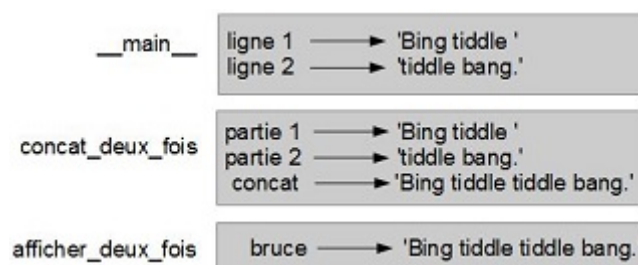 __main__ ligne 1 'Bing tiddle '
ligne 2 'tiddle bang.'
concat_deux_fois partie 1 'Bing tiddle '
partie 2 'tiddle bang.'
concat 'Bing tiddle tiddle bang.'
afficher_deux_fois bruce 'Bing tiddle tiddle bang.